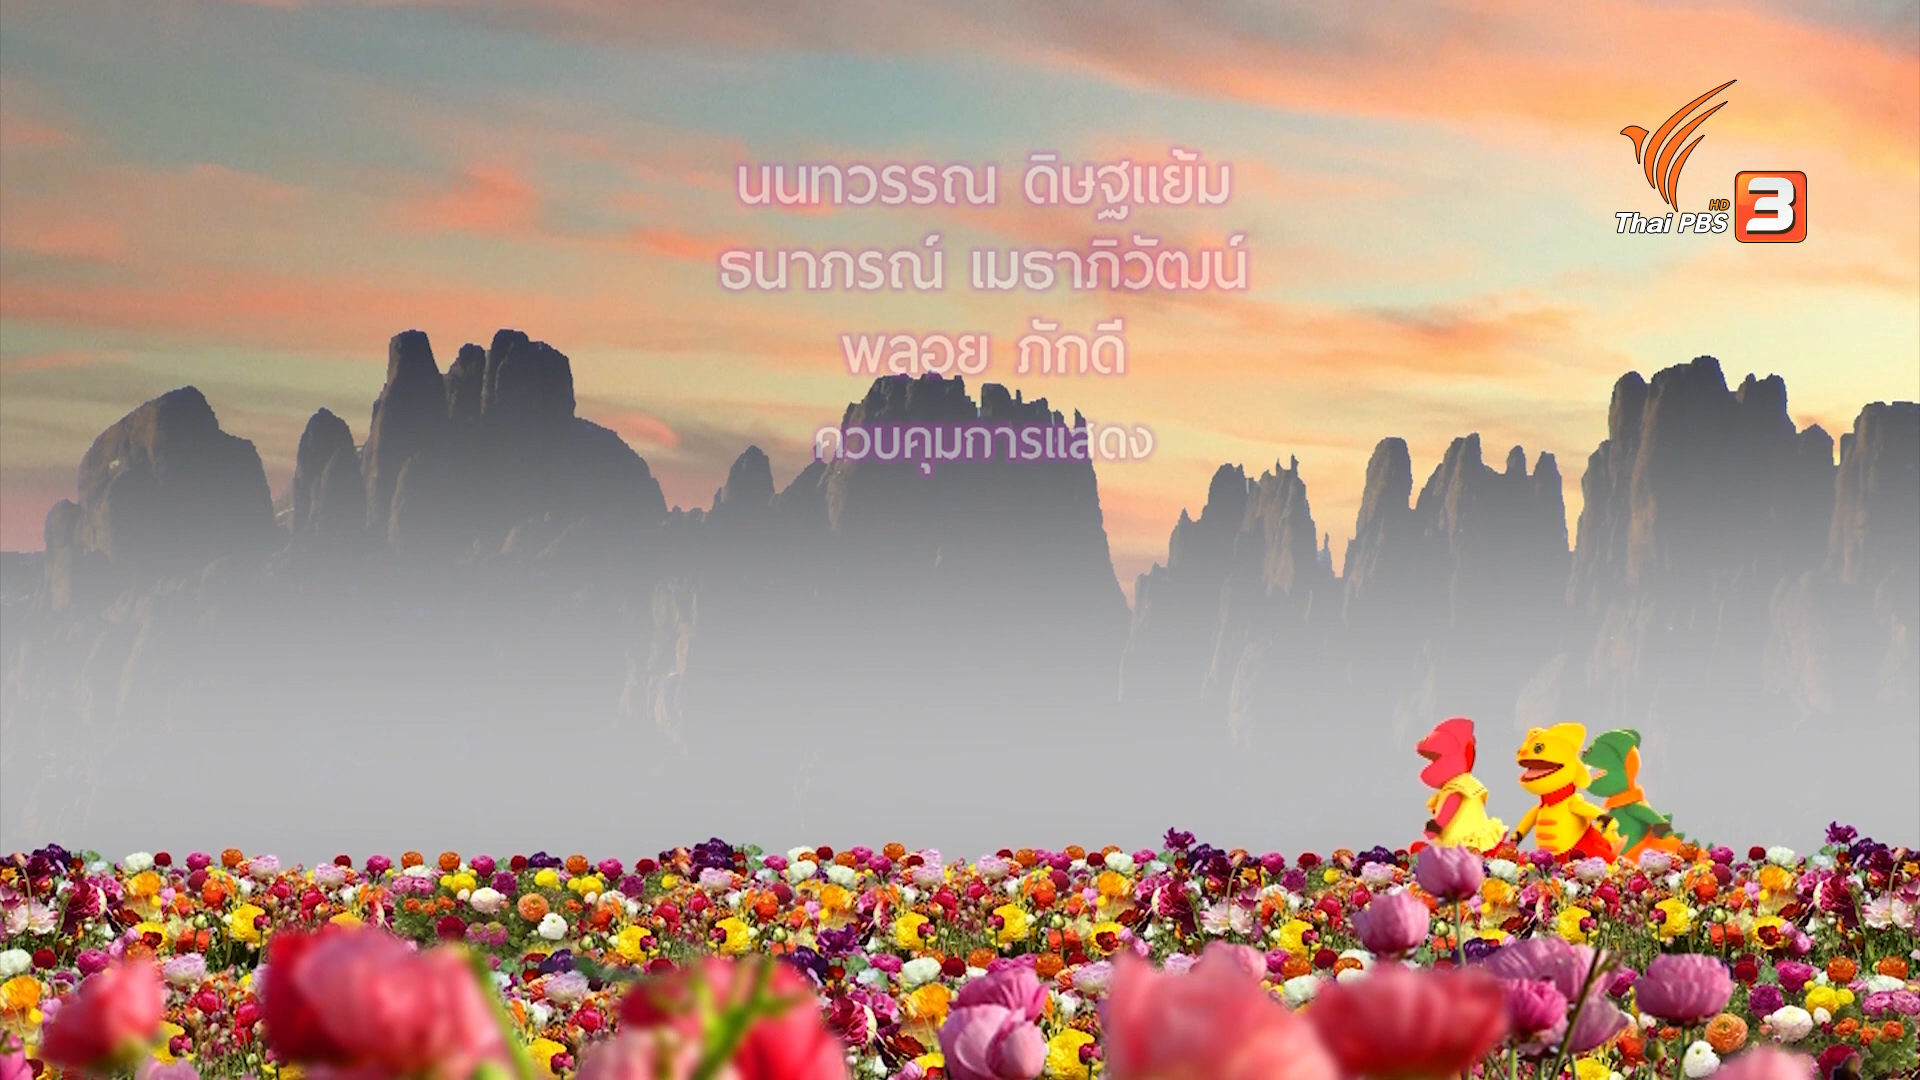 นนทวรรณ ดิษฐแย้ม
ธนาภรณ์ เมธาภิวัฒน์
พลอย ภักดี
ควบคุมการแสดง
HD
Thai PBS 3